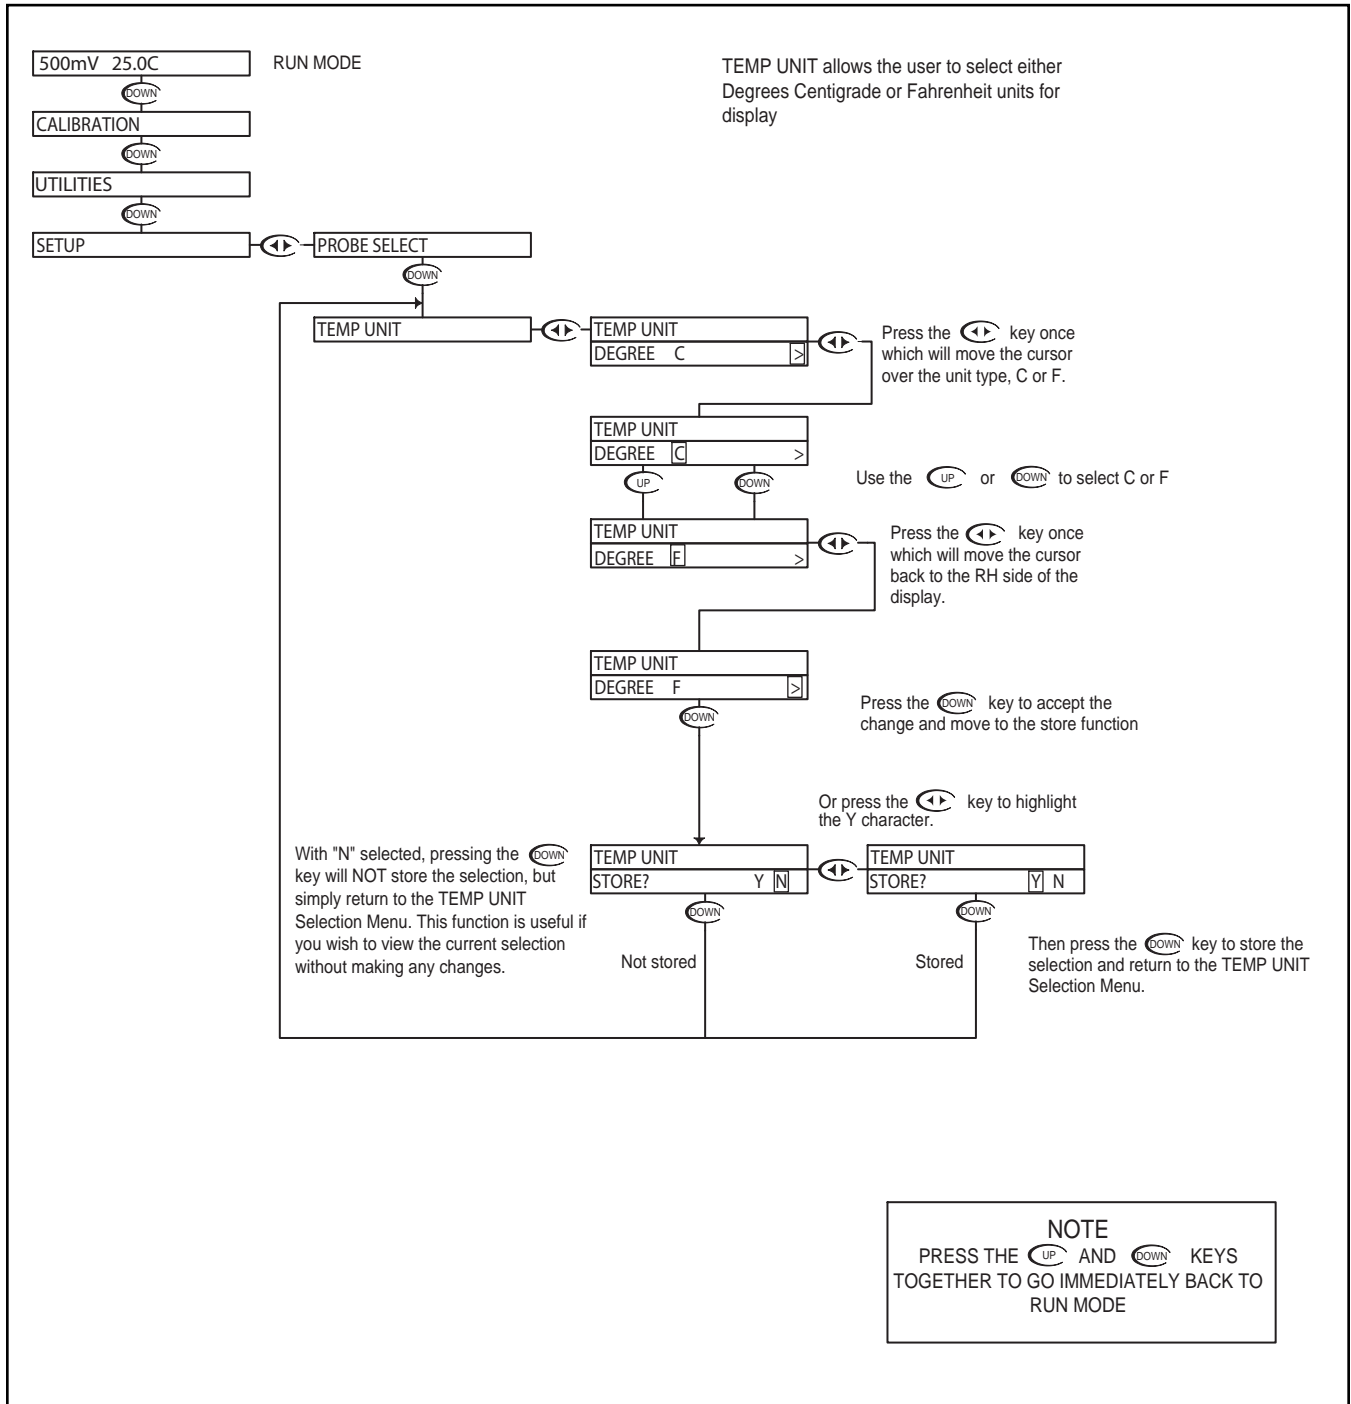 500mV 25.0C
RUN MODE
TEMP UNIT allows the user to select either
Degrees Centigrade or Fahrenheit units for
display
DOWN
CALIBRATION
DOWN
UTILITIES
DOWN
SETUP
PROBE SELECT
DOWN
TEMP UNIT
TEMP UNIT
DEGREE C >
Press the key once
which will move the cursor
over the unit type, C or F.
TEMP UNIT
DEGREE C >
UP
DOWN
Use the UP or DOWN to select C or F
TEMP UNIT
DEGREE F >
Press the key once
which will move the cursor
back to the RH side of the
display.
TEMP UNIT
DEGREE F >
DOWN
Press the DOWN key to accept the
change and move to the store function
Or press the key to highlight
the Y character.
With "N" selected, pressing the DOWN
key will NOT store the selection, but
simply return to the TEMP UNIT
Selection Menu. This function is useful if
you wish to view the current selection
without making any changes.
TEMP UNIT
STORE? Y N
TEMP UNIT
STORE? Y N
DOWN
DOWN
Not stored
Stored
Then press the DOWN key to store the
selection and return to the TEMP UNIT
Selection Menu.
NOTE
PRESS THE UP AND DOWN KEYS
TOGETHER TO GO IMMEDIATELY BACK TO
RUN MODE